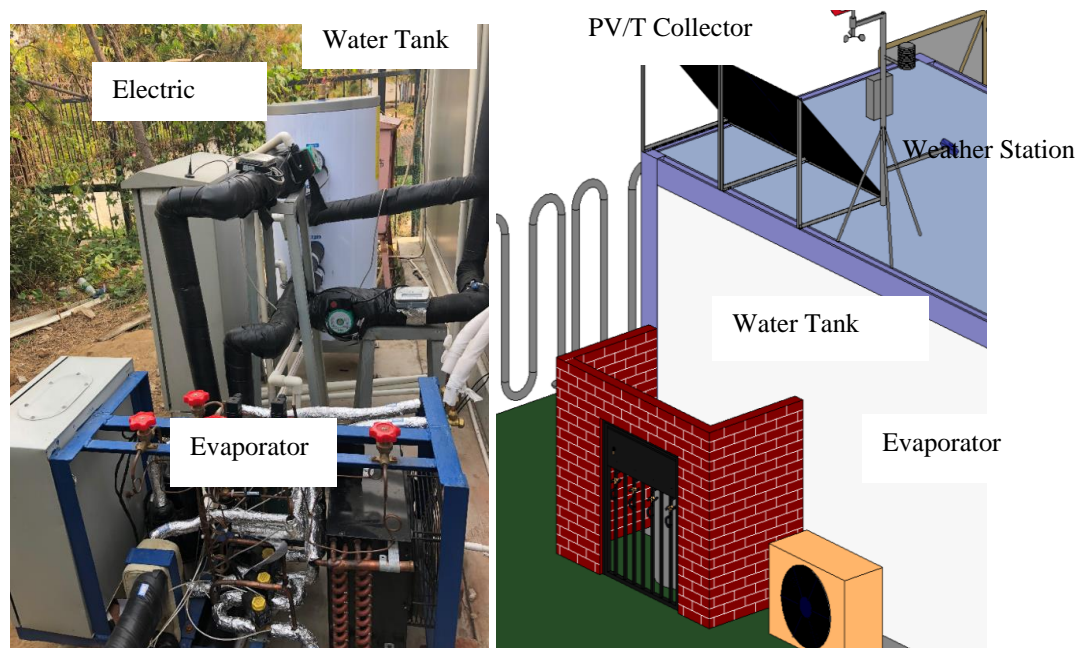 Water Tank
Electric
Evaporator
PV/T Collector
Weather Station
Water Tank
Evaporator